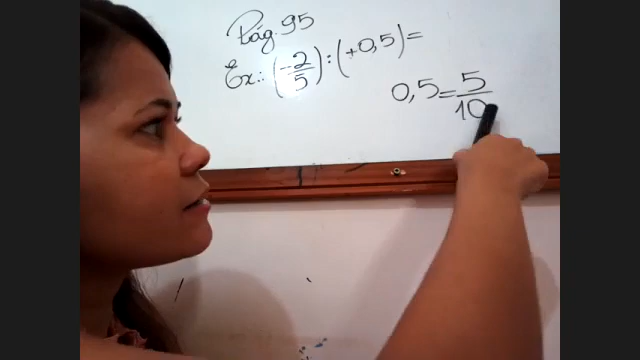 Pág. 95
Ex.: (-2/5) : (+0,5) =
0,5 = 5/10